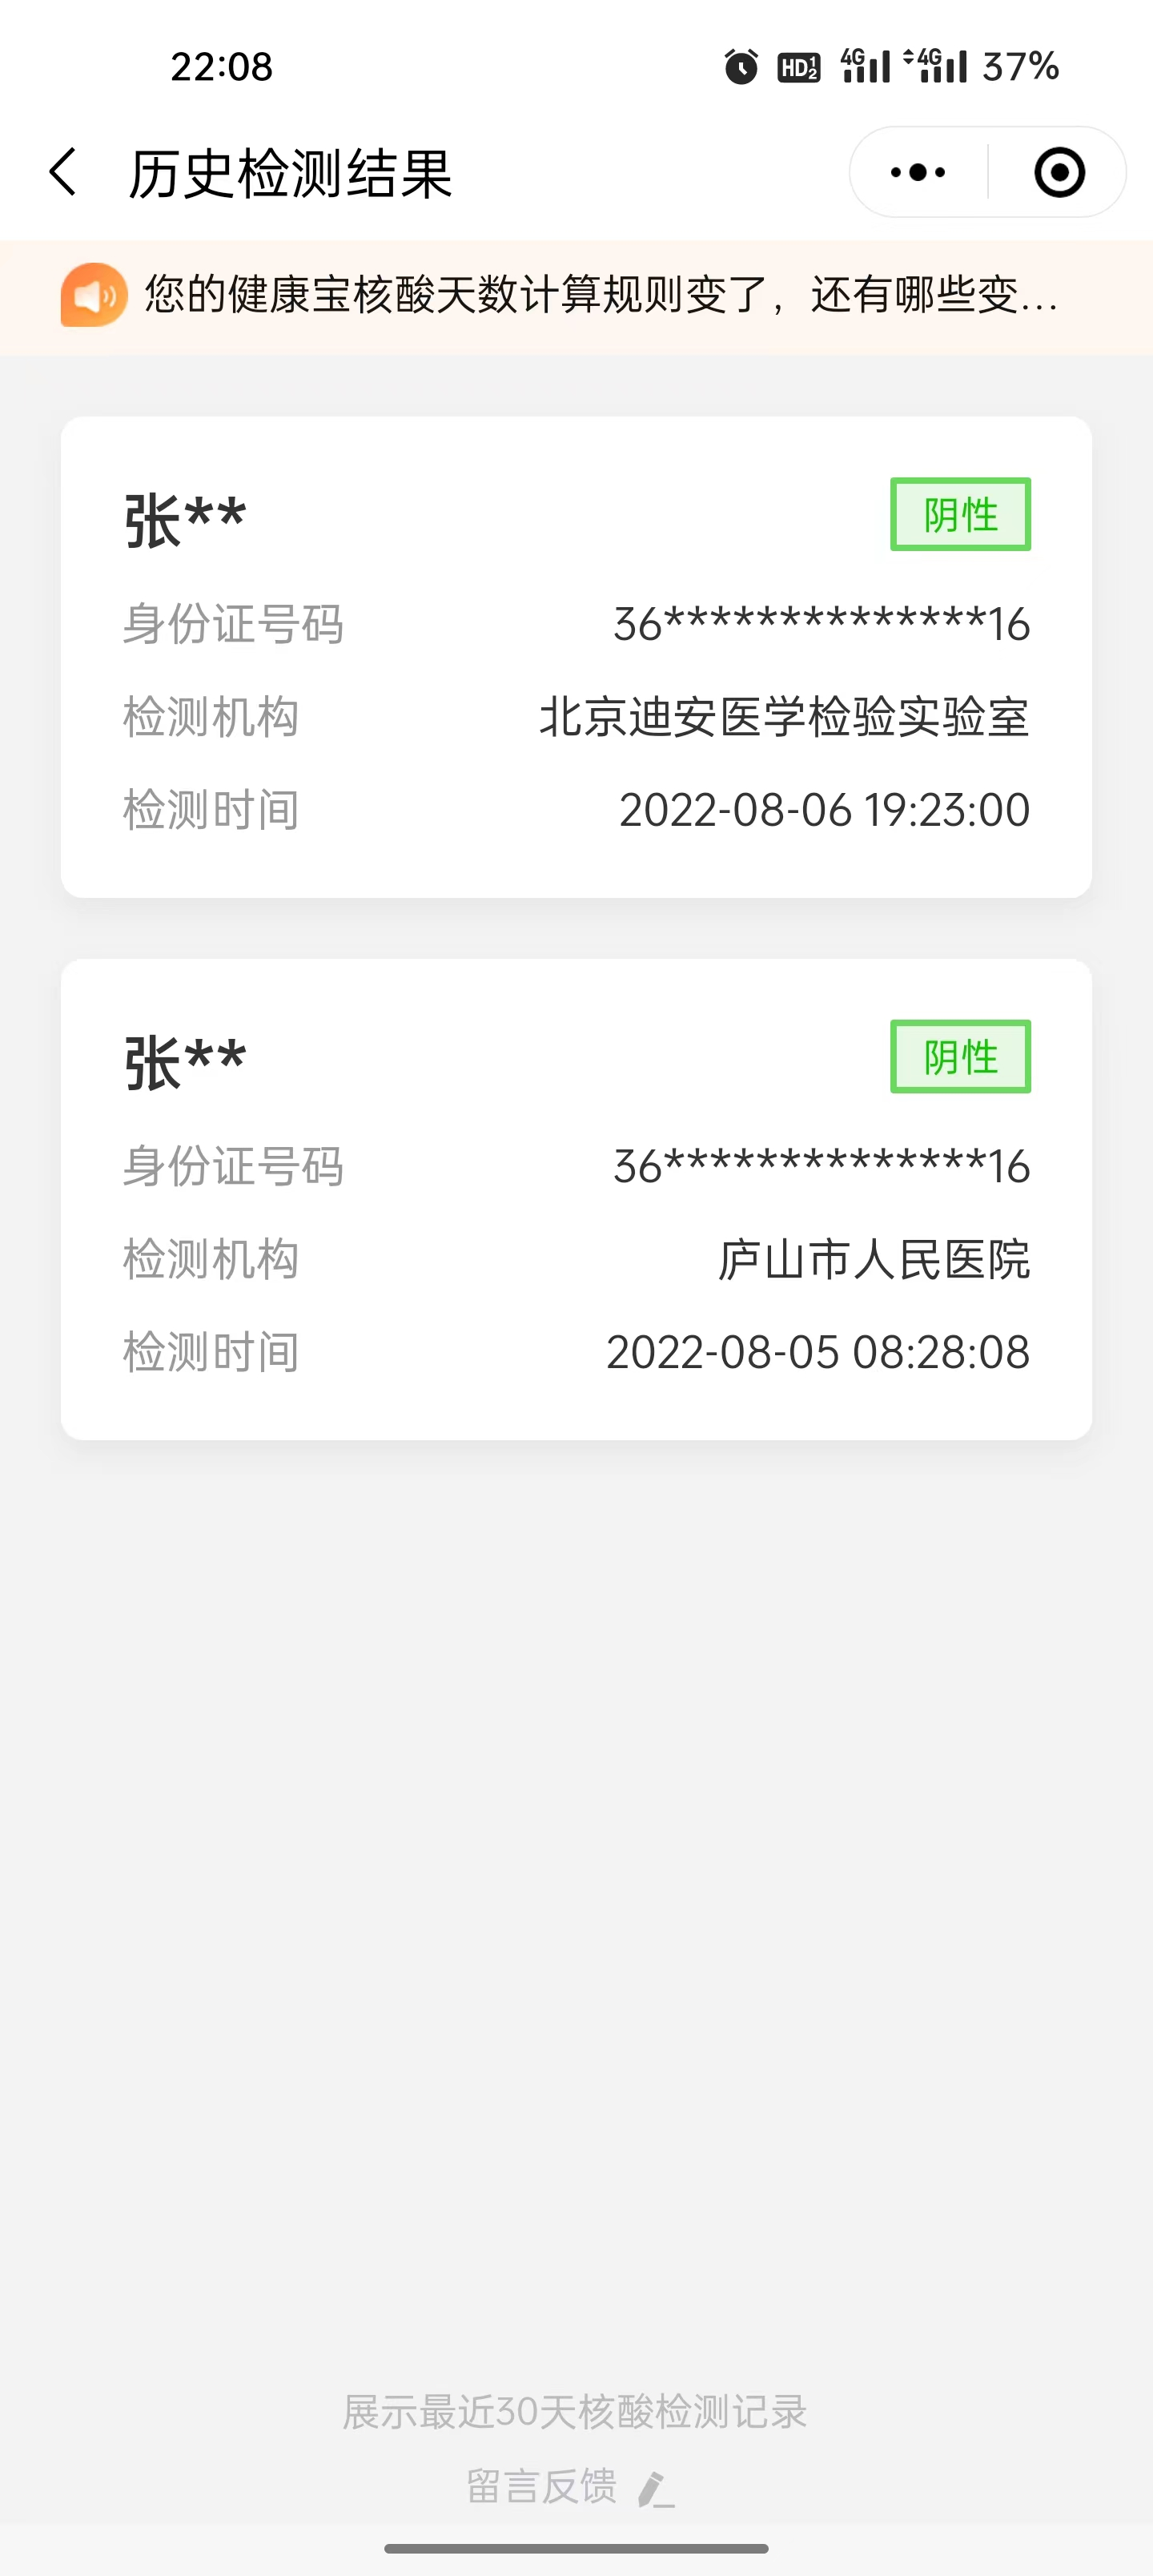 22:08 HD 1 2 4G 4G 37%
历史检测结果
您的健康宝核酸天数计算规则变了，还有哪些变...
张** 阴性
身份证号码 36**************16
检测机构 北京迪安医学检验实验室
检测时间 2022-08-06 19:23:00
张** 阴性
身份证号码 36**************16
检测机构 庐山市人民医院
检测时间 2022-08-05 08:28:08
展示最近30天核酸检测记录
留言反馈